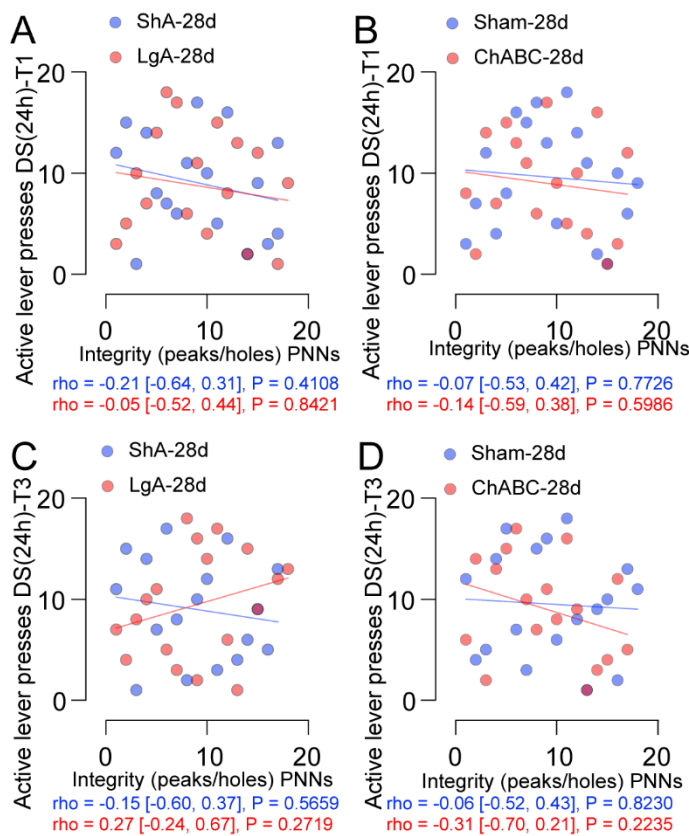 A
ShA-28d
LgA-28d
Active lever presses DS(24h)-T1
20
10
0
0
10
20
Integrity (peaks/holes) PNNs
rho = -0.21 [-0.64, 0.31], P = 0.4108
rho = -0.05 [-0.52, 0.44], P = 0.8421
B
Sham-28d
ChABC-28d
Active lever presses DS(24h)-T1
20
10
0
0
10
20
Integrity (peaks/holes) PNNs
rho = -0.07 [-0.53, 0.42], P = 0.7726
rho = -0.14 [-0.59, 0.38], P = 0.5986
C
ShA-28d
LgA-28d
Active lever presses DS(24h)-T3
20
10
0
0
10
20
Integrity (peaks/holes) PNNs
rho = -0.15 [-0.60, 0.37], P = 0.5659
rho = 0.27 [-0.24, 0.67], P = 0.2719
D
Sham-28d
ChABC-28d
Active lever presses DS(24h)-T3
20
10
0
0
10
20
Integrity (peaks/holes) PNNs
rho = -0.06 [-0.52, 0.43], P = 0.8230
rho = -0.31 [-0.70, 0.21], P = 0.2235